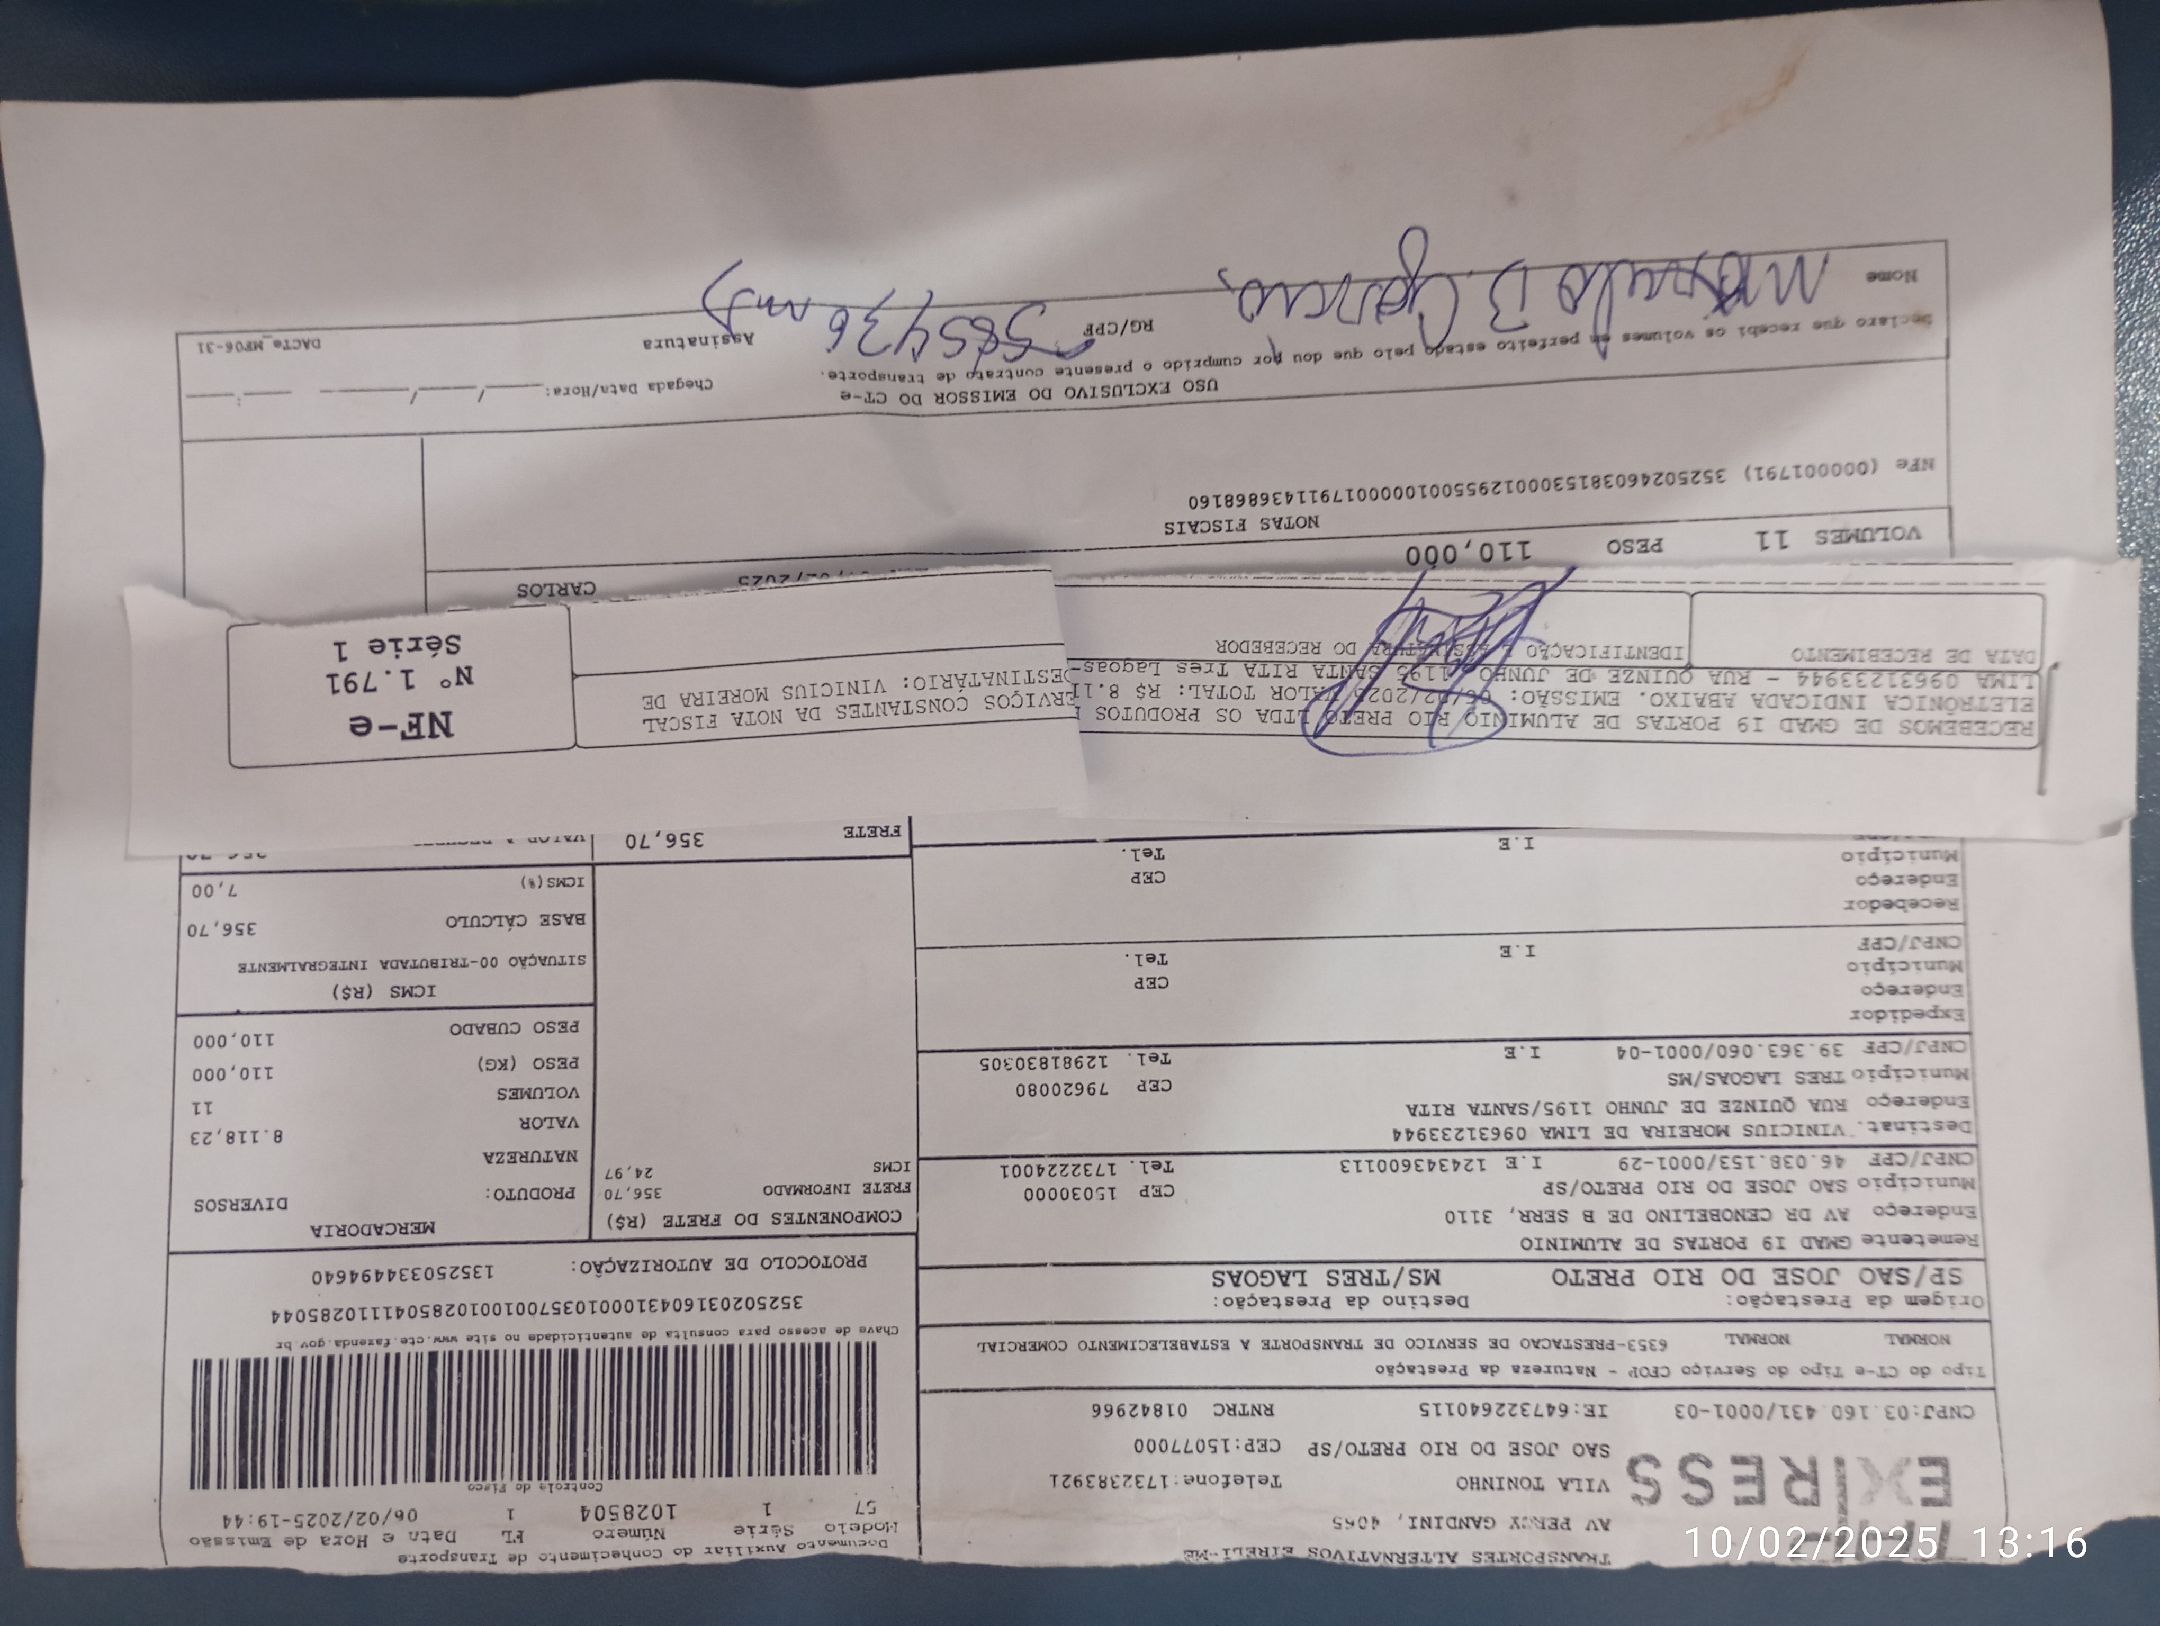 TRANSPORTES ALTERNATIVOS EIRELI-ME
EXPRESS
AV PERCY GANDINI, 4085
VILA TONINHO Telefone:1732383921
SAO JOSE DO RIO PRETO/SP CEP:15077000
CNPJ:03.160.431/0001-03 IE:647322640115 RNTRC 01842966
Documento Auxiliar do Conhecimento de Transporte
Modelo Série Número FL Data e Hora de Emissão
57 1 1028504 1 06/02/2025-19:44
Controle do Fisco
Chave de acesso para consulta de autenticidade no site www.cte.fazenda.gov.br
35250203160431000103570010010285041110285044
PROTOCOLO DE AUTORIZAÇÃO: 135250334494640
Tipo do CT-e Tipo do Serviço CFOP - Natureza da Prestação
NORMAL NORMAL 6353-PRESTACAO DE SERVICO DE TRANSPORTE A ESTABELECIMENTO COMERCIAL
Origem da Prestação: Destino da Prestação:
SP/SAO JOSE DO RIO PRETO MS/TRES LAGOAS
Remetente GMAD I9 PORTAS DE ALUMINIO
Endereço AV DR CENOBELINO DE B SERR, 3110
Município SAO JOSE DO RIO PRETO/SP CEP 15030000
CNPJ/CPF 46.038.153/0001-29 I.E 124343600113 Tel. 1732224001
Destinat. VINICIUS MOREIRA DE LIMA 09631233944
Endereço RUA QUINZE DE JUNHO 1195/SANTA RITA
Município TRES LAGOAS/MS CEP 79620080
CNPJ/CPF 39.363.060/0001-04 I.E Tel. 12981830305
Expedidor
Endereço
Município CEP
CNPJ/CPF I.E Tel.
Recebedor
Endereço
Município CEP
I.E Tel.
COMPONENTES DO FRETE (R$)
FRETE INFORMADO 356,70
ICMS 24,97
FRETE 356,70
MERCADORIA
PRODUTO: DIVERSOS
NATUREZA
VALOR 8.118,23
VOLUMES 11
PESO (KG) 110,000
PESO CUBADO 110,000
ICMS (R$)
SITUAÇÃO 00-TRIBUTADA INTEGRALMENTE
BASE CÁLCULO 356,70
ICMS(%) 7,00
RECEBEMOS DE GMAD I9 PORTAS DE ALUMINIO RIO PRETO LTDA OS PRODUTOS
SERVIÇOS CONSTANTES DA NOTA FISCAL
ELETRÔNICA INDICADA ABAIXO. EMISSÃO: 06/02/2025 VALOR TOTAL: R$ 8.11
DESTINATÁRIO: VINICIUS MOREIRA DE
LIMA 09631233944 - RUA QUINZE DE JUNHO, 1195 SANTA RITA Tres Lagoas-
DATA DE RECEBIMENTO IDENTIFICAÇÃO E ASSINATURA DO RECEBEDOR
NF-e
Nº 1.791
Série 1
CARLOS
VOLUMES 11 PESO 110,000
NOTAS FISCAIS
NFe (000001791) 35250246038153000129550010000017911436868160
USO EXCLUSIVO DO EMISSOR DO CT-e
Declaro que recebi os volumes em perfeito estado pelo que dou por cumprido o presente contrato de transporte.
Chegada Data/Hora: ___/___/___ ___:___
Nome RG/CPF Assinatura DACTe_MF06-31
10/02/2025 13:16